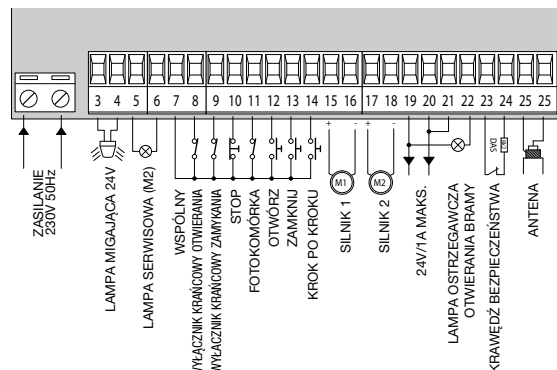 3 4 5 6 7 8 9 10 11 12 13 14 15 16 17 18 19 20 21 22 23 24 25 25
+ - + -
M1 M2
DAS
8k2
ZASILANIE
230V 50Hz
LAMPA MIGAJĄCA 24V
LAMPA SERWISOWA (M2)
WSPÓLNY
WYŁĄCZNIK KRAŃCOWY OTWIERANIA
WYŁĄCZNIK KRAŃCOWY ZAMYKANIA
STOP
FOTOKOMÓRKA
OTWÓRZ
ZAMKNIJ
KROK PO KROKU
SILNIK 1
SILNIK 2
24V/1A MAKS.
LAMPA OSTRZEGAWCZA
OTWIERANIA BRAMY
KRAWĘDŹ BEZPIECZEŃSTWA
ANTENA